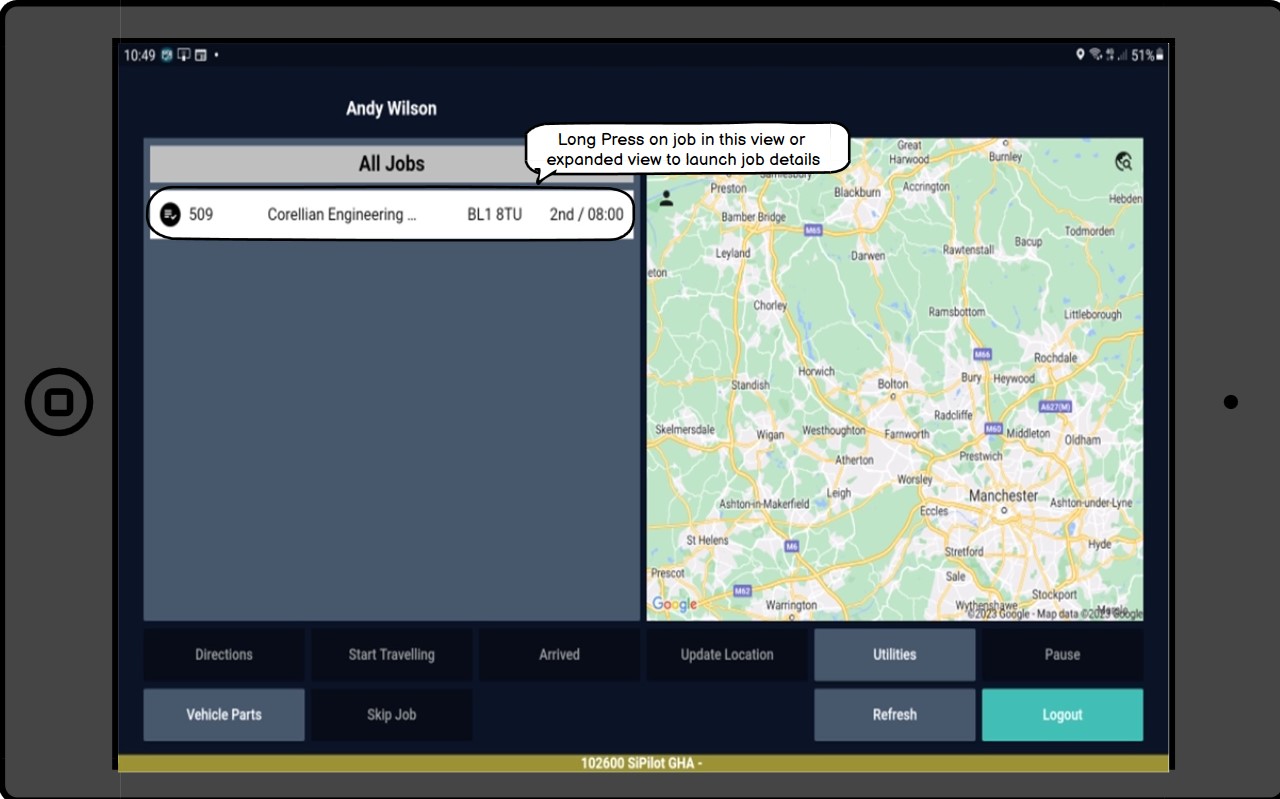 10:49
51%
Andy Wilson
Long Press on job in this view or
expanded view to launch job details
All Jobs
509 Corellian Engineering ... BL1 8TU 2nd / 08:00
Great
Harwood
Burnley
Preston
Blackburn
Accrington
Hebden
Bamber Bridge
M65
Todmorden
Leyland
Darwen
Rawtenstall
Bacup
eton
Chorley
Ramsbottom
Littleborough
M66
Rochdale
Horwich
Standish
Bolton
Bury
Heywood
Radcliffe
A627(M)
Skelmersdale
Wigan
Westhoughton
Farnworth
M60
Middleton
Oldham
Atherton
Prestwich
Worsley
Leigh
Manchester
Ashton-in-Makerfield
Eccles
Ashton-under-Lyne
St Helens
M6
Stretford
Hyde
Prescot
Sale
M62
Stockport
Google
Warrington
Wythenshawe
©2023 Google - Map data ©2023 Google
Directions
Start Travelling
Arrived
Update Location
Utilities
Pause
Vehicle Parts
Skip Job
Refresh
Logout
102600 SiPilot GHA -